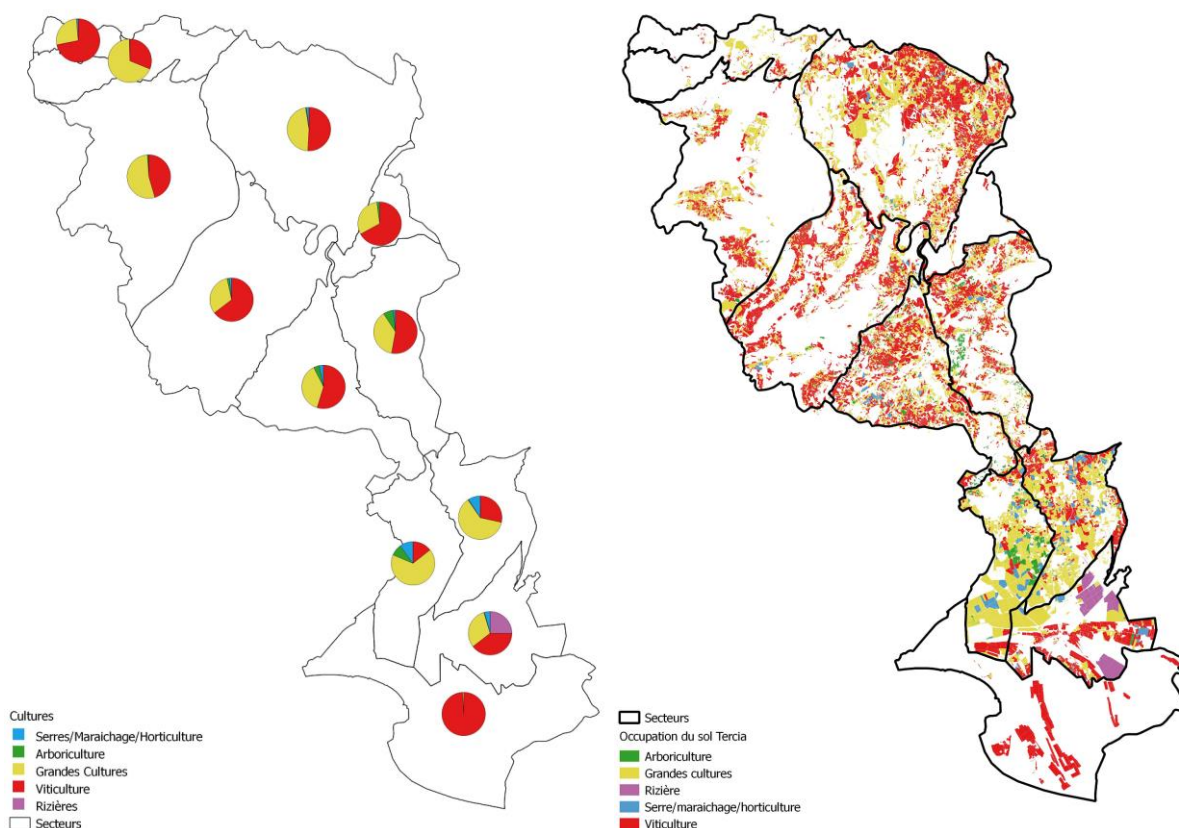 Cultures
Serres/Maraichage/Horticulture
Arboriculture
Grandes Cultures
Viticulture
Rizières
Secteurs
Secteurs
Occupation du sol Tercia
Arboriculture
Grandes cultures
Rizière
Serre/maraichage/horticulture
Viticulture